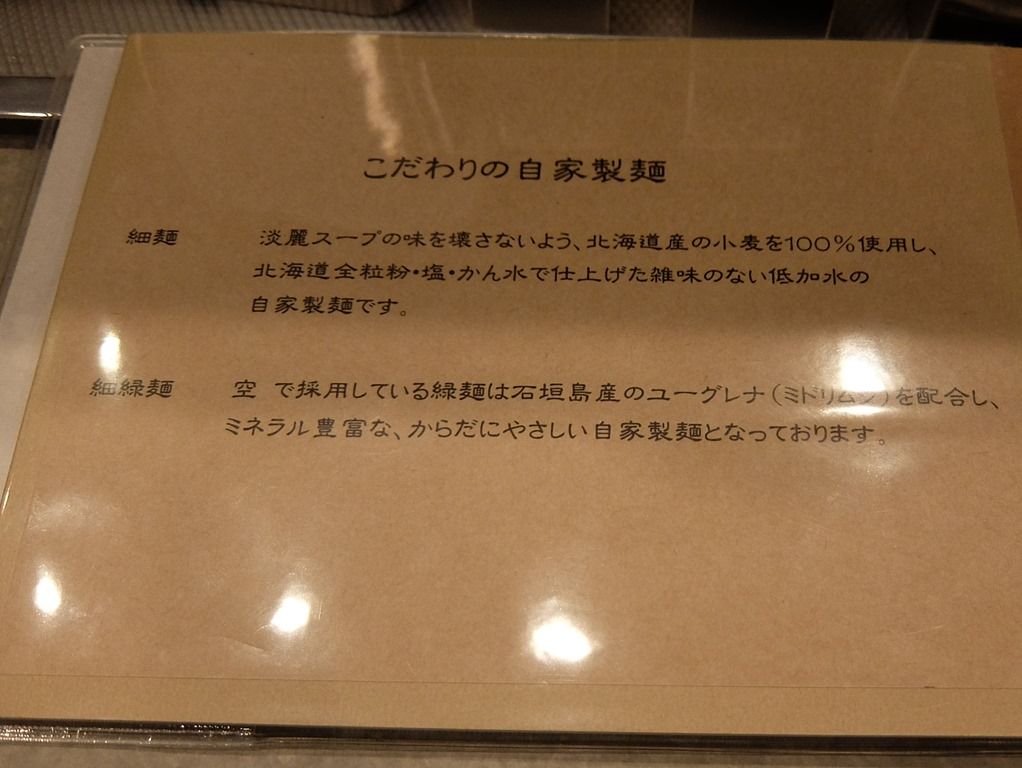 こだわりの自家製麺
細麺 淡麗スープの味を壊さないよう、北海道産の小麦を100%使用し、
北海道全粒粉・塩・かん水で仕上げた雑味のない低加水の
自家製麺です。
細緑麺 空 で採用している緑麺は石垣島産のユーグレナ(ミドリムシ)を配合し、
ミネラル豊富な、からだにやさしい自家製麺となっております。